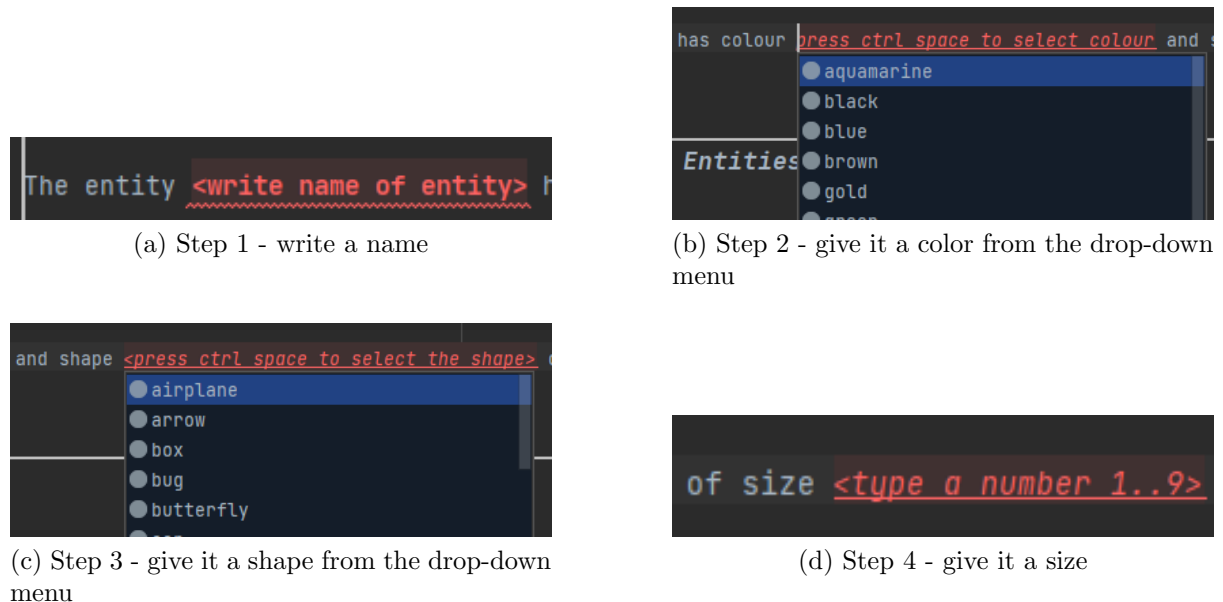 The entity <write name of entity>
(a) Step 1 - write a name
has colour press ctrl space to select colour and
aquamarine
black
blue
brown
Entities
gold
green
(b) Step 2 - give it a color from the drop-down
menu
and shape <press ctrl space to select the shape>
airplane
arrow
box
bug
butterfly
(c) Step 3 - give it a shape from the drop-down
menu
of size <type a number 1..9>
(d) Step 4 - give it a size